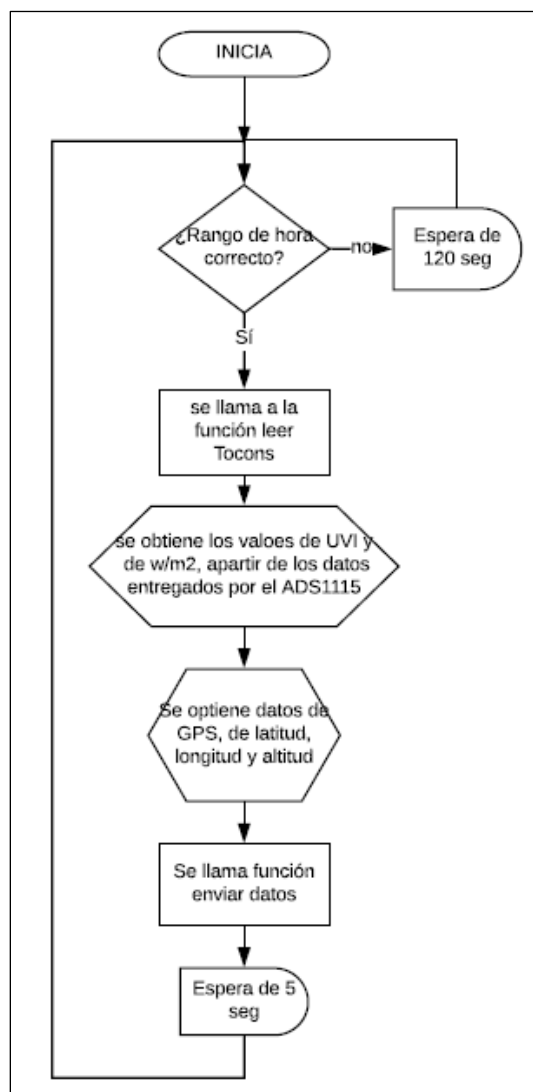 INICIA
¿Rango de hora
correcto?
no
Espera de
120 seg
Sí
se llama a la
función leer
Tocons
se obtiene los valoes de UVI y
de w/m2, apartir de los datos
entregados por el ADS1115
Se optiene datos de
GPS, de latitud,
longitud y altitud
Se llama función
enviar datos
Espera de 5
seg